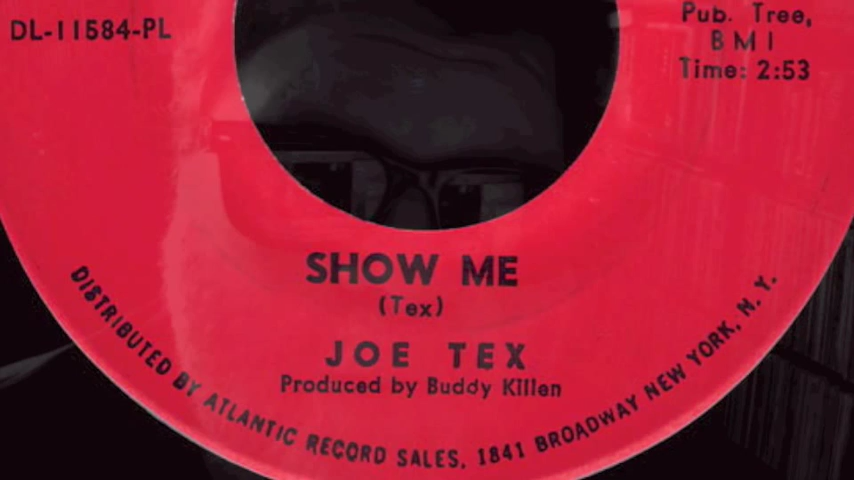 DL-11584-PL
Pub. Tree,
BMI
Time: 2:53
SHOW ME
(Tex)
JOE TEX
Produced by Buddy Killen
DISTRIBUTED BY ATLANTIC RECORD SALES, 1841 BROADWAY NEW YORK, N. Y.